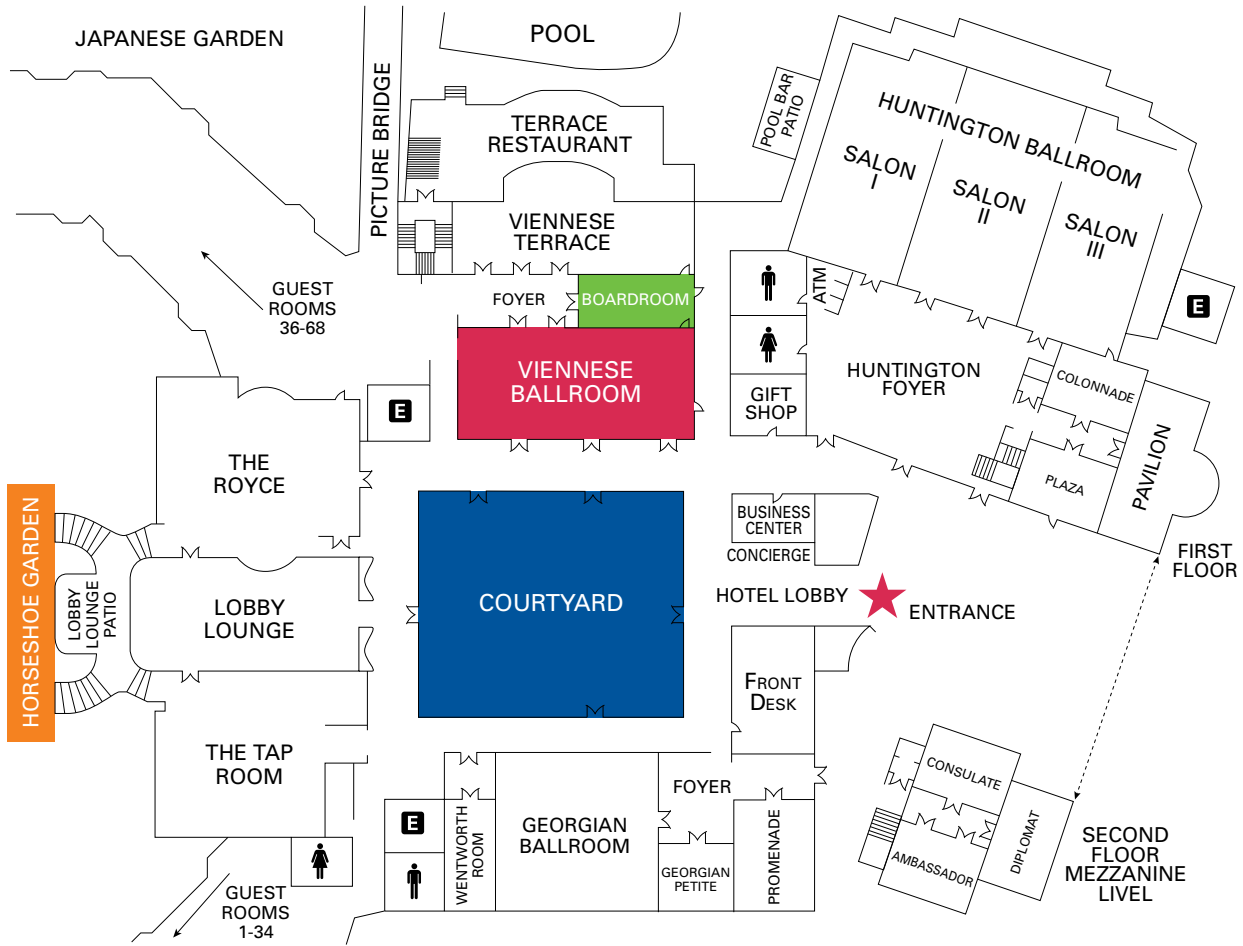 JAPANESE GARDEN
POOL
PICTURE BRIDGE
TERRACE
RESTAURANT
POOL BAR
PATIO
HUNTINGTON BALLROOM
SALON
I
SALON
II
SALON
III
VIENNESE
TERRACE
GUEST
ROOMS
36-68
FOYER
BOARDROOM
ATM
E
VIENNESE
BALLROOM
GIFT
SHOP
HUNTINGTON
FOYER
COLONNADE
PAVILION
PLAZA
E
THE
ROYCE
HORSESHOE GARDEN
LOBBY
LOUNGE
PATIO
LOBBY
LOUNGE
COURTYARD
BUSINESS
CENTER
CONCIERGE
HOTEL LOBBY
ENTRANCE
FIRST
FLOOR
FRONT
DESK
THE TAP
ROOM
FOYER
E
WENTWORTH
ROOM
GEORGIAN
BALLROOM
GEORGIAN
PETITE
PROMENADE
CONSULATE
AMBASSADOR
DIPLOMAT
SECOND
FLOOR
MEZZANINE
LIVEL
GUEST
ROOMS
1-34